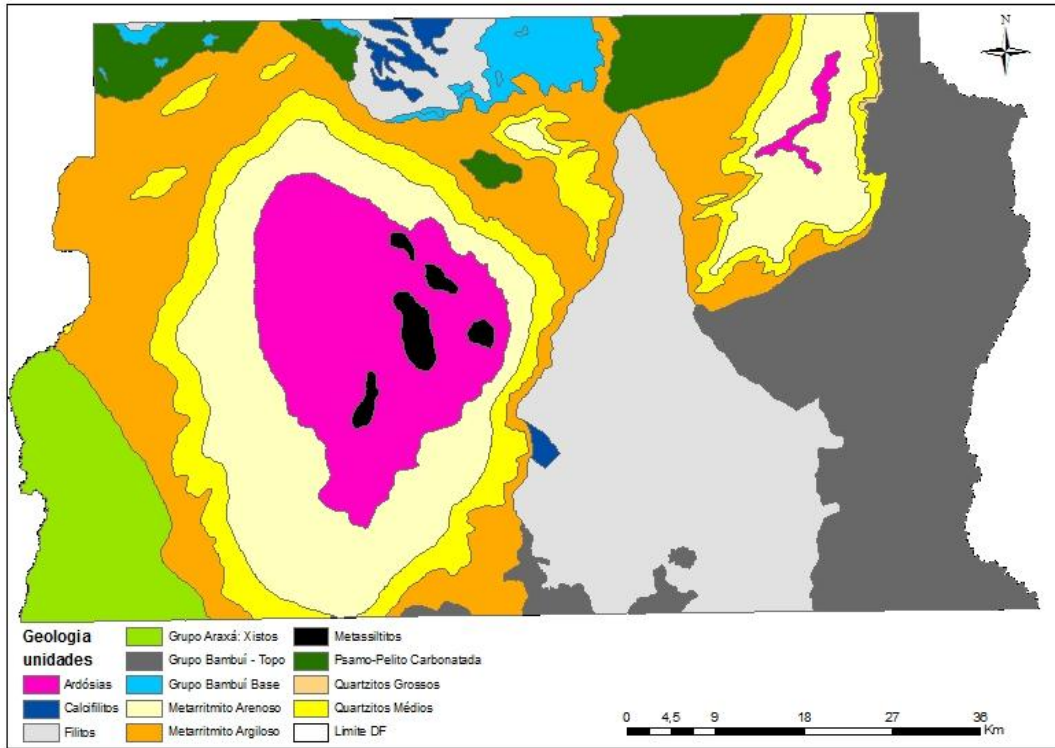 N
Geologia
unidades
Ardósias
Calcifilitos
Filitos
Grupo Araxá: Xistos
Grupo Bambuí - Topo
Grupo Bambuí Base
Metarritmito Arenoso
Metarritmito Argiloso
Metassiltitos
Psamo-Pelito Carbonatada
Quartzitos Grossos
Quartzitos Médios
Limite DF
0 4,5 9 18 27 36
Km